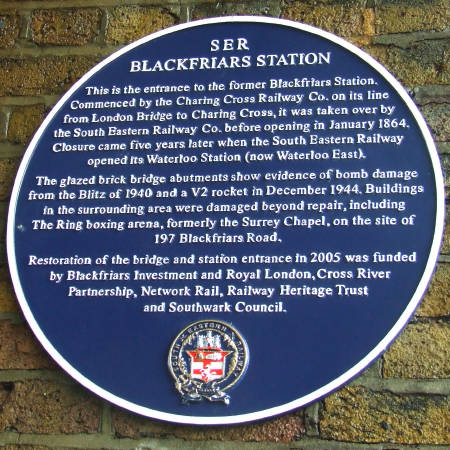 SER
BLACKFRIARS STATION
This is the entrance to the former Blackfriars Station.
Commenced by the Charing Cross Railway Co. on its line
from London Bridge to Charing Cross, it was taken over by
the South Eastern Railway Co. before opening in January 1864.
Closure came five years later when the South Eastern Railway
opened its Waterloo Station (now Waterloo East).
The glazed brick bridge abutments show evidence of bomb damage
from the Blitz of 1940 and a V2 rocket in December 1944. Buildings
in the surrounding area were damaged beyond repair, including
The Ring boxing arena, formerly the Surrey Chapel, on the site of
197 Blackfriars Road.
Restoration of the bridge and station entrance in 2005 was funded
by Blackfriars Investment and Royal London, Cross River
Partnership, Network Rail, Railway Heritage Trust
and Southwark Council.
SOUTH EASTERN RAILWAY